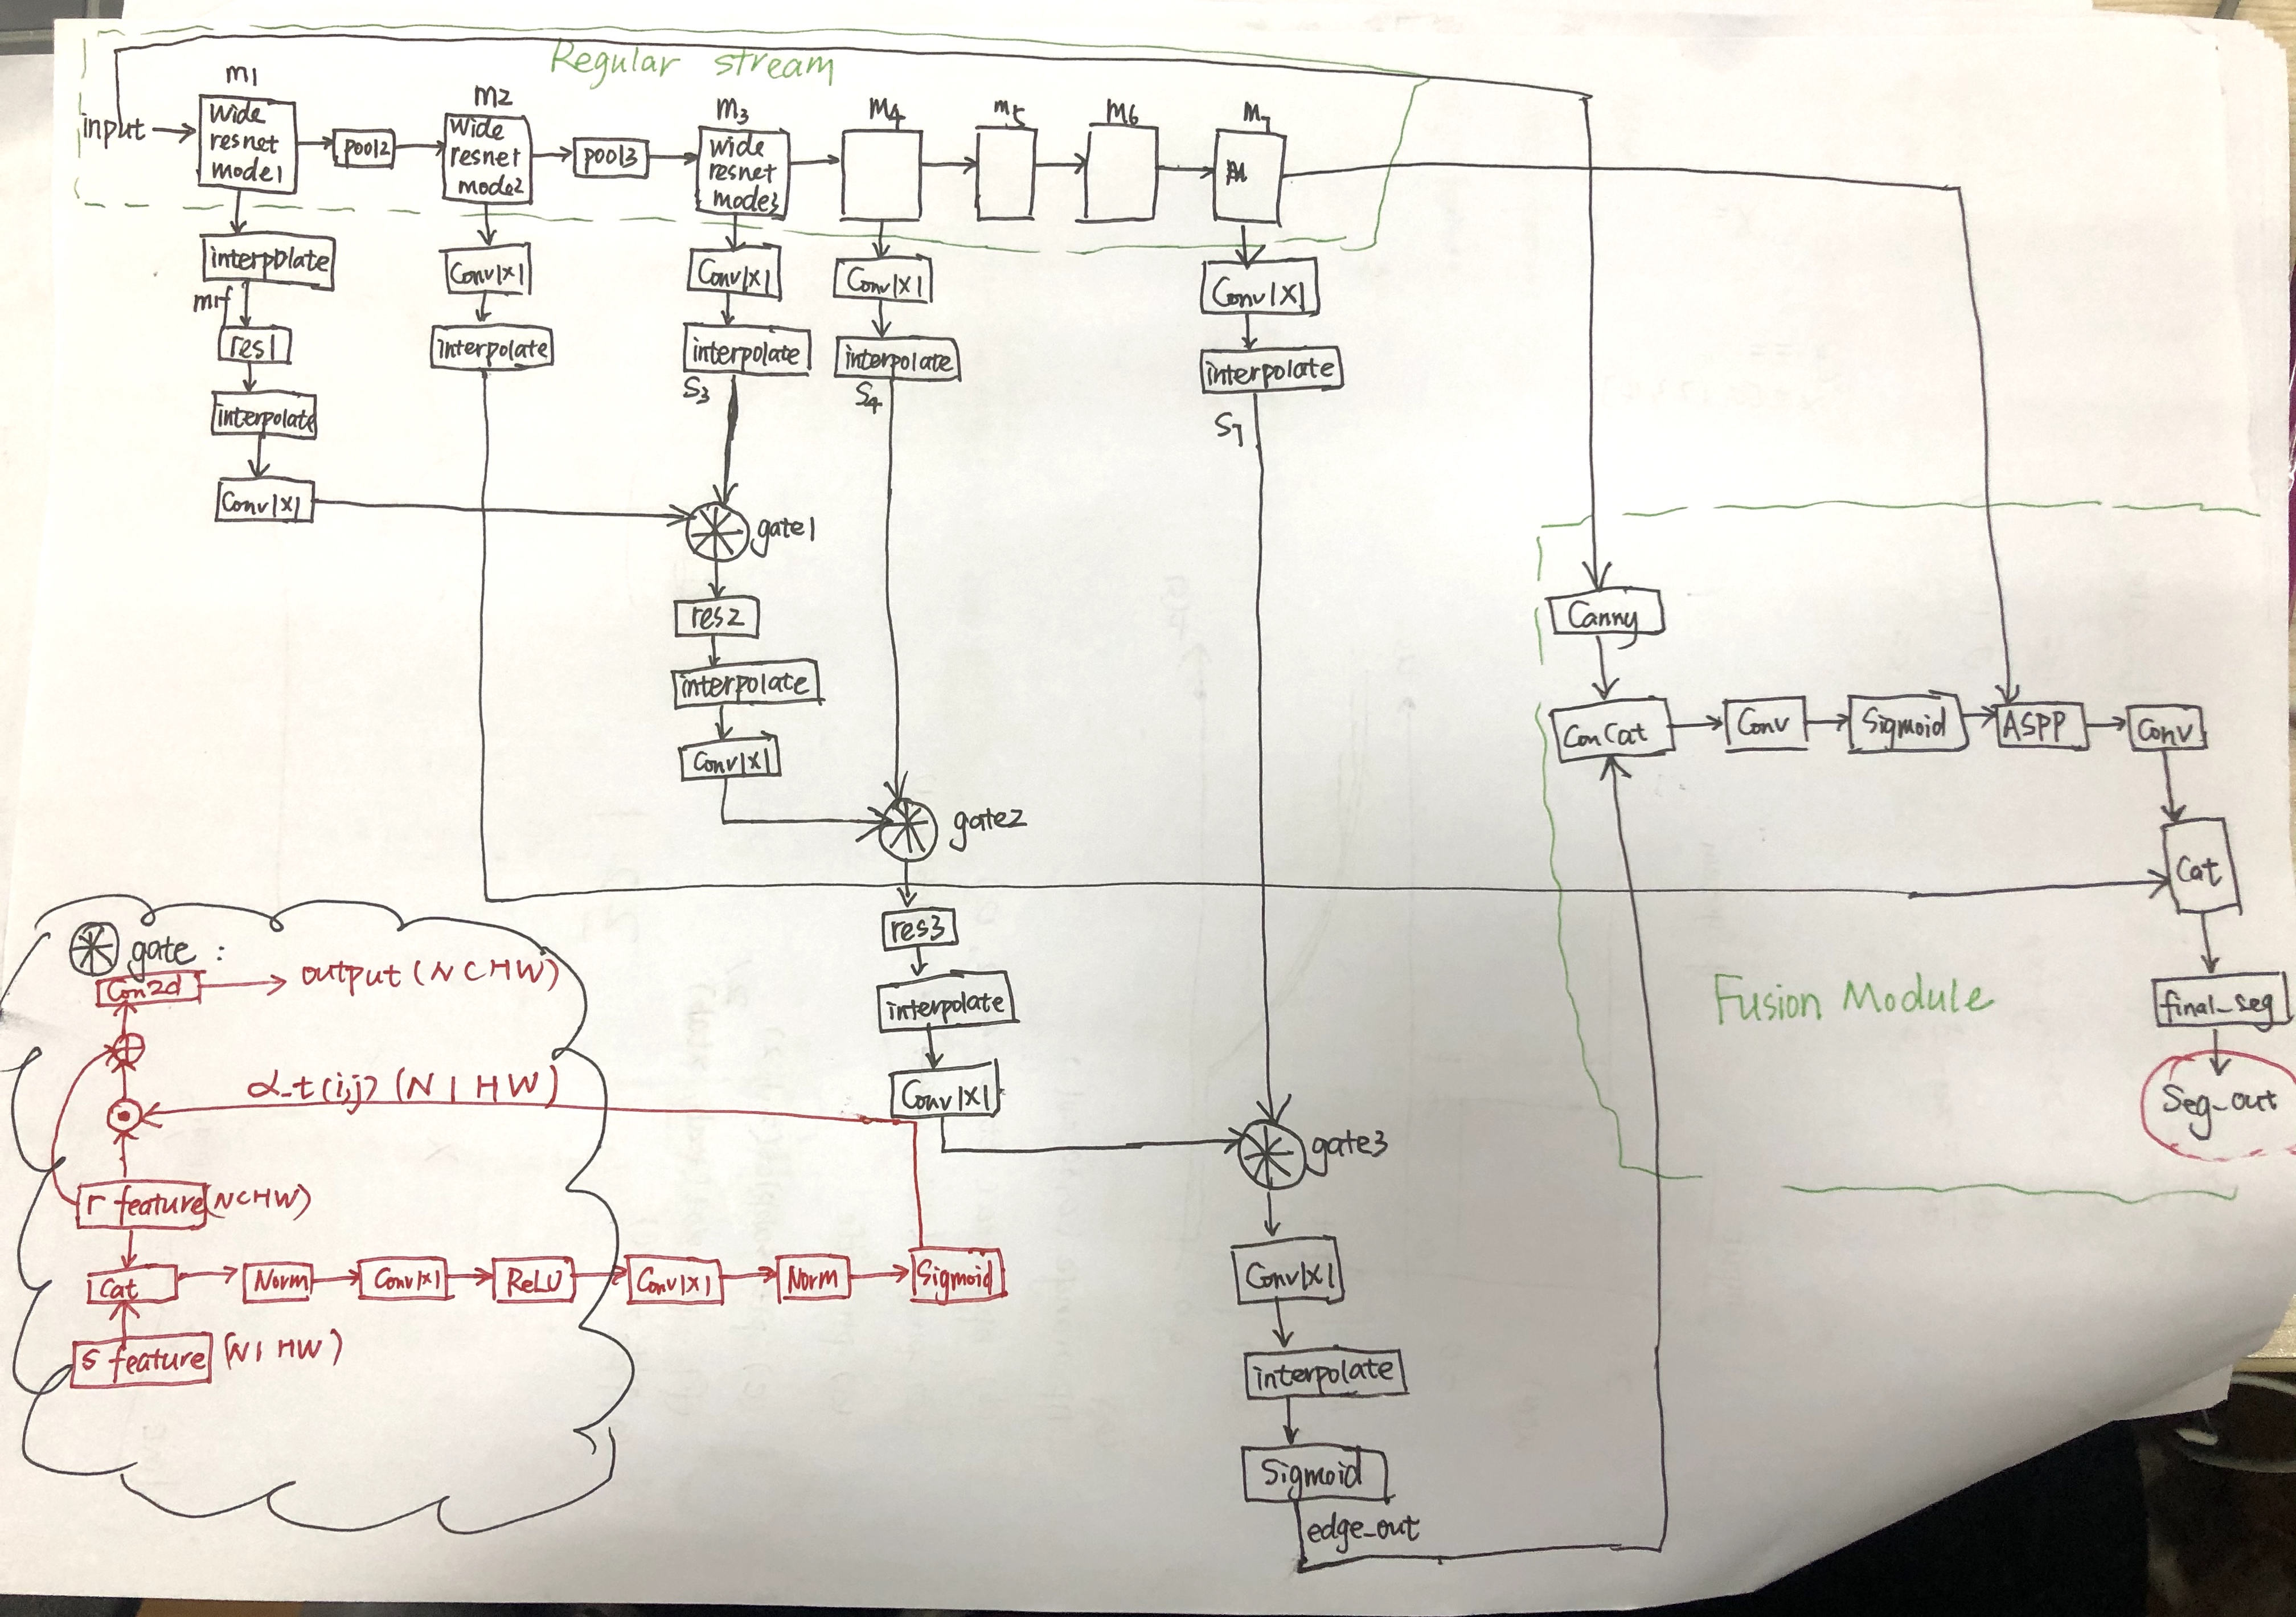 Regular stream
m1
m2
m3
m4
m5
m6
m7
input
wide
resnet
mode1
pool2
wide
resnet
mode2
pool3
wide
resnet
mode3
interpolate
m1f
res1
interpolate
Conv1x1
Conv1x1
interpolate
Conv1x1
interpolate
S3
Conv1x1
interpolate
S4
Conv1x1
interpolate
S7
gate1
res2
interpolate
Conv1x1
gate2
res3
interpolate
Conv1x1
gate3
Conv1x1
interpolate
Sigmoid
edge_out
Canny
ConCat
Conv
Sigmoid
ASPP
Conv
Cat
final_seg
Seg_out
Fusion Module
gate :
Con2d
output (NCHW)
α_t(i,j) (N1HW)
r feature (NCHW)
Cat
Norm
Conv1x1
ReLU
Conv1x1
Norm
Sigmoid
s feature (N1HW)